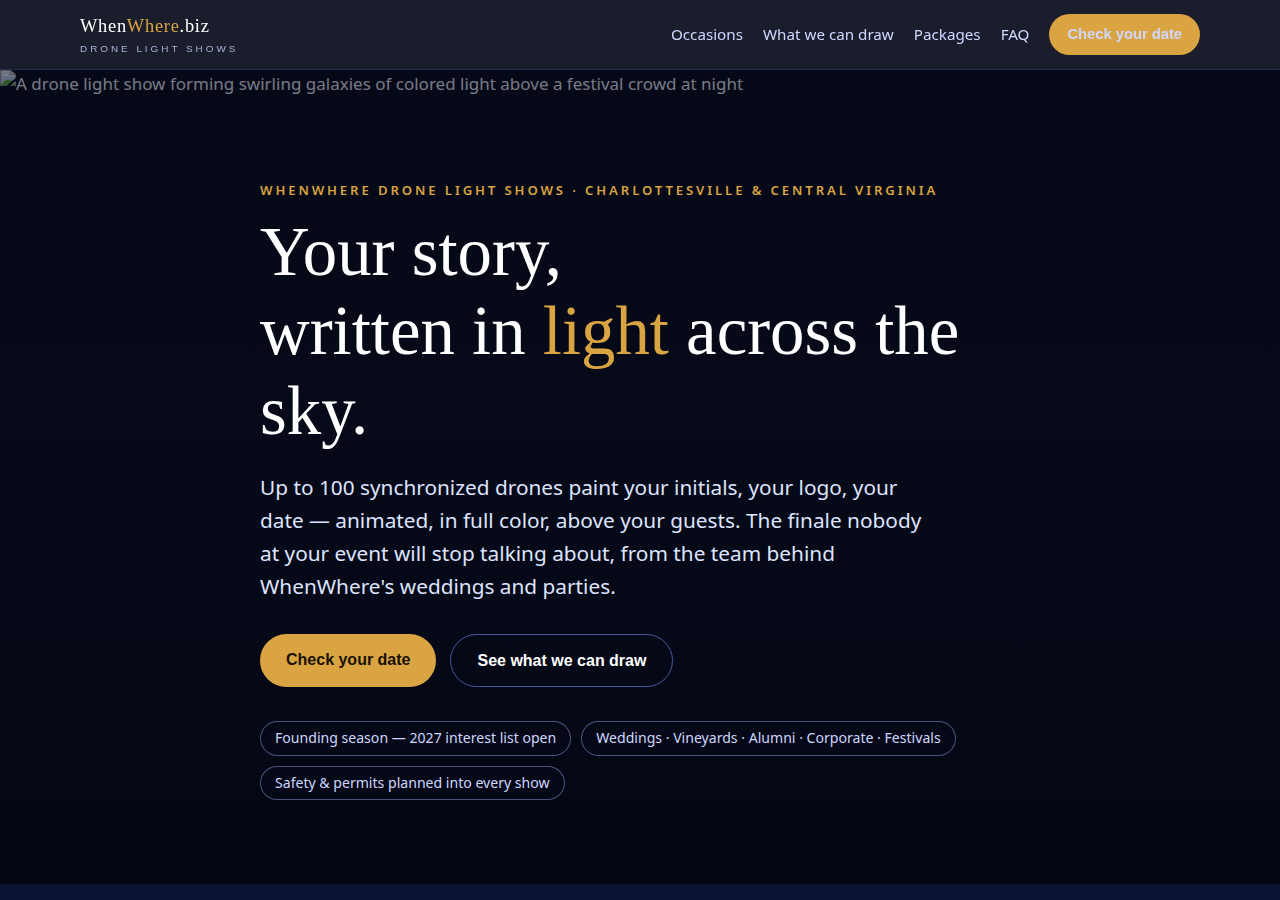 WhenWhere.biz
DRONE LIGHT SHOWS
Occasions What we can draw Packages FAQ Check your date
A drone light show forming swirling galaxies of colored light above a festival crowd at night
WHENWHERE DRONE LIGHT SHOWS · CHARLOTTESVILLE & CENTRAL VIRGINIA
Your story,
written in light across the
sky.
Up to 100 synchronized drones paint your initials, your logo, your
date — animated, in full color, above your guests. The finale nobody
at your event will stop talking about, from the team behind
WhenWhere's weddings and parties.
Check your date See what we can draw
Founding season — 2027 interest list open Weddings · Vineyards · Alumni · Corporate · Festivals
Safety & permits planned into every show